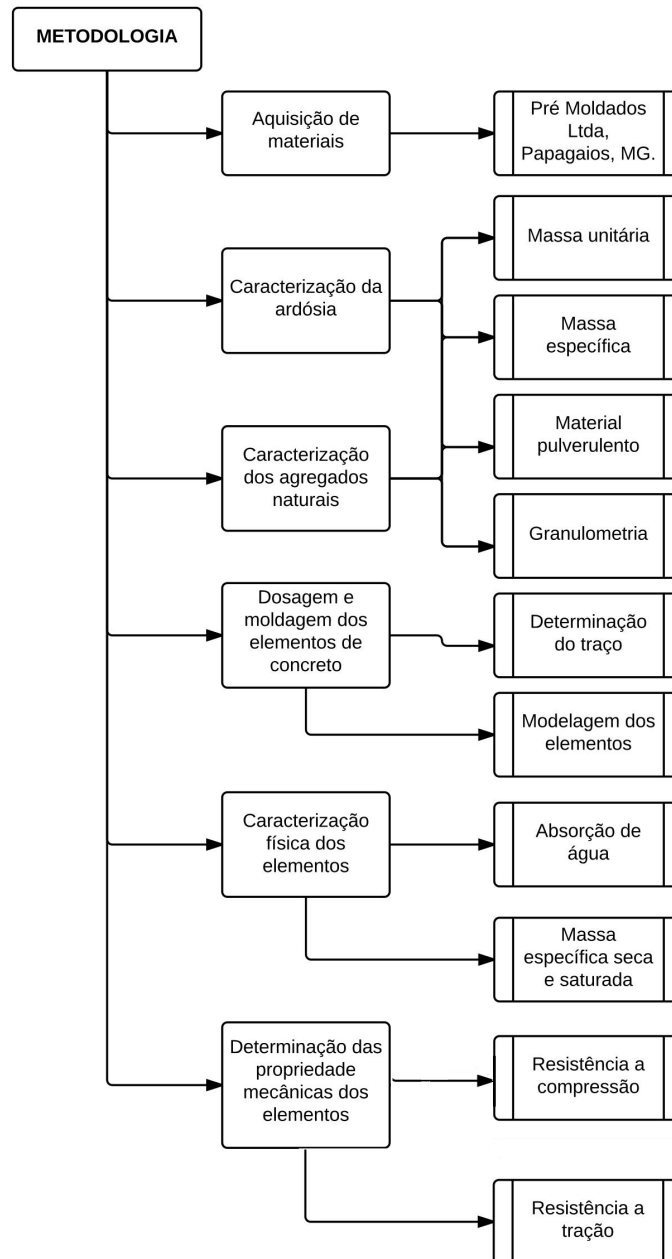 METODOLOGIA
Aquisição de
materiais
Pré Moldados
Ltda,
Papagaios, MG.
Caracterização da
ardósia
Massa unitária
Massa
específica
Caracterização
dos agregados
naturais
Material
pulverulento
Granulometria
Dosagem e
moldagem dos
elementos de
concreto
Determinação
do traço
Modelagem dos
elementos
Caracterização
física dos
elementos
Absorção de
água
Massa
específica seca
e saturada
Determinação das
propriedade
mecânicas dos
elementos
Resistência a
compressão
Resistência a
tração